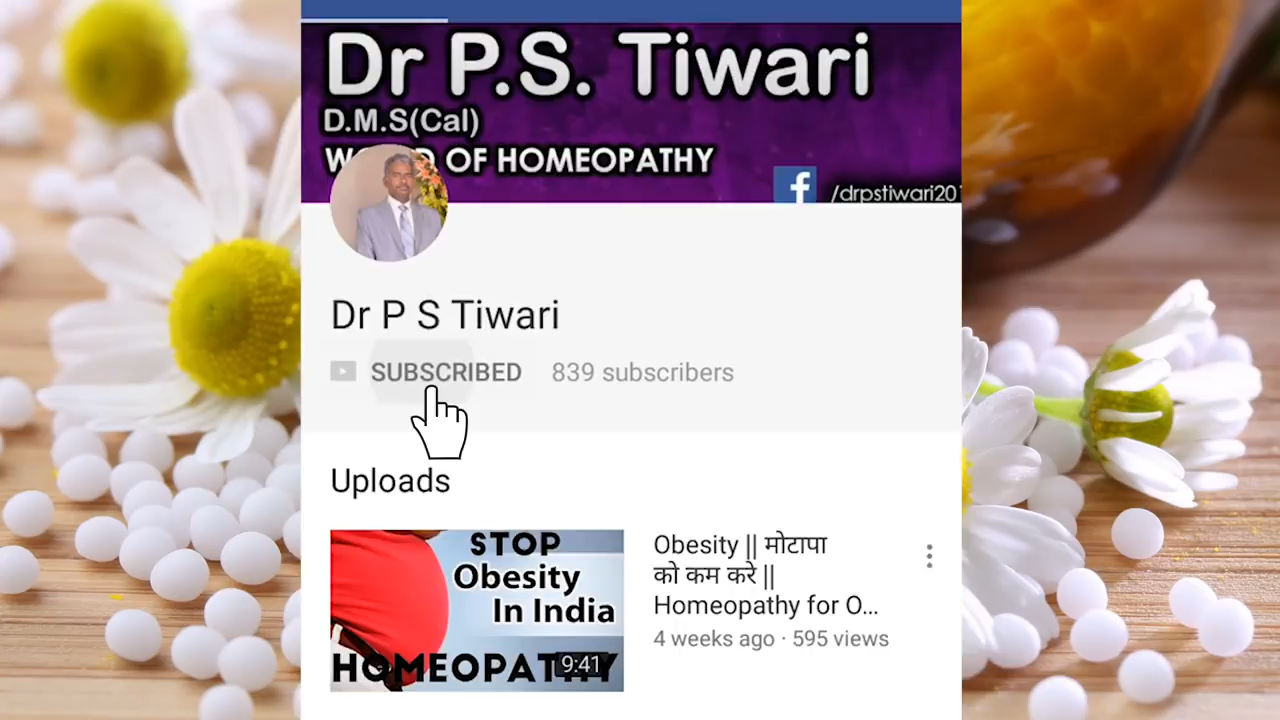 Dr P.S. Tiwari
D.M.S(Cal)
OF HOMEOPATHY
f /drpstiwari201
Dr P S Tiwari
SUBSCRIBED 839 subscribers
Uploads
STOP
Obesity
In India
HOMEOPATHY
9:41
Obesity || मोटापा
को कम करे ||
Homeopathy for O...
4 weeks ago · 595 views